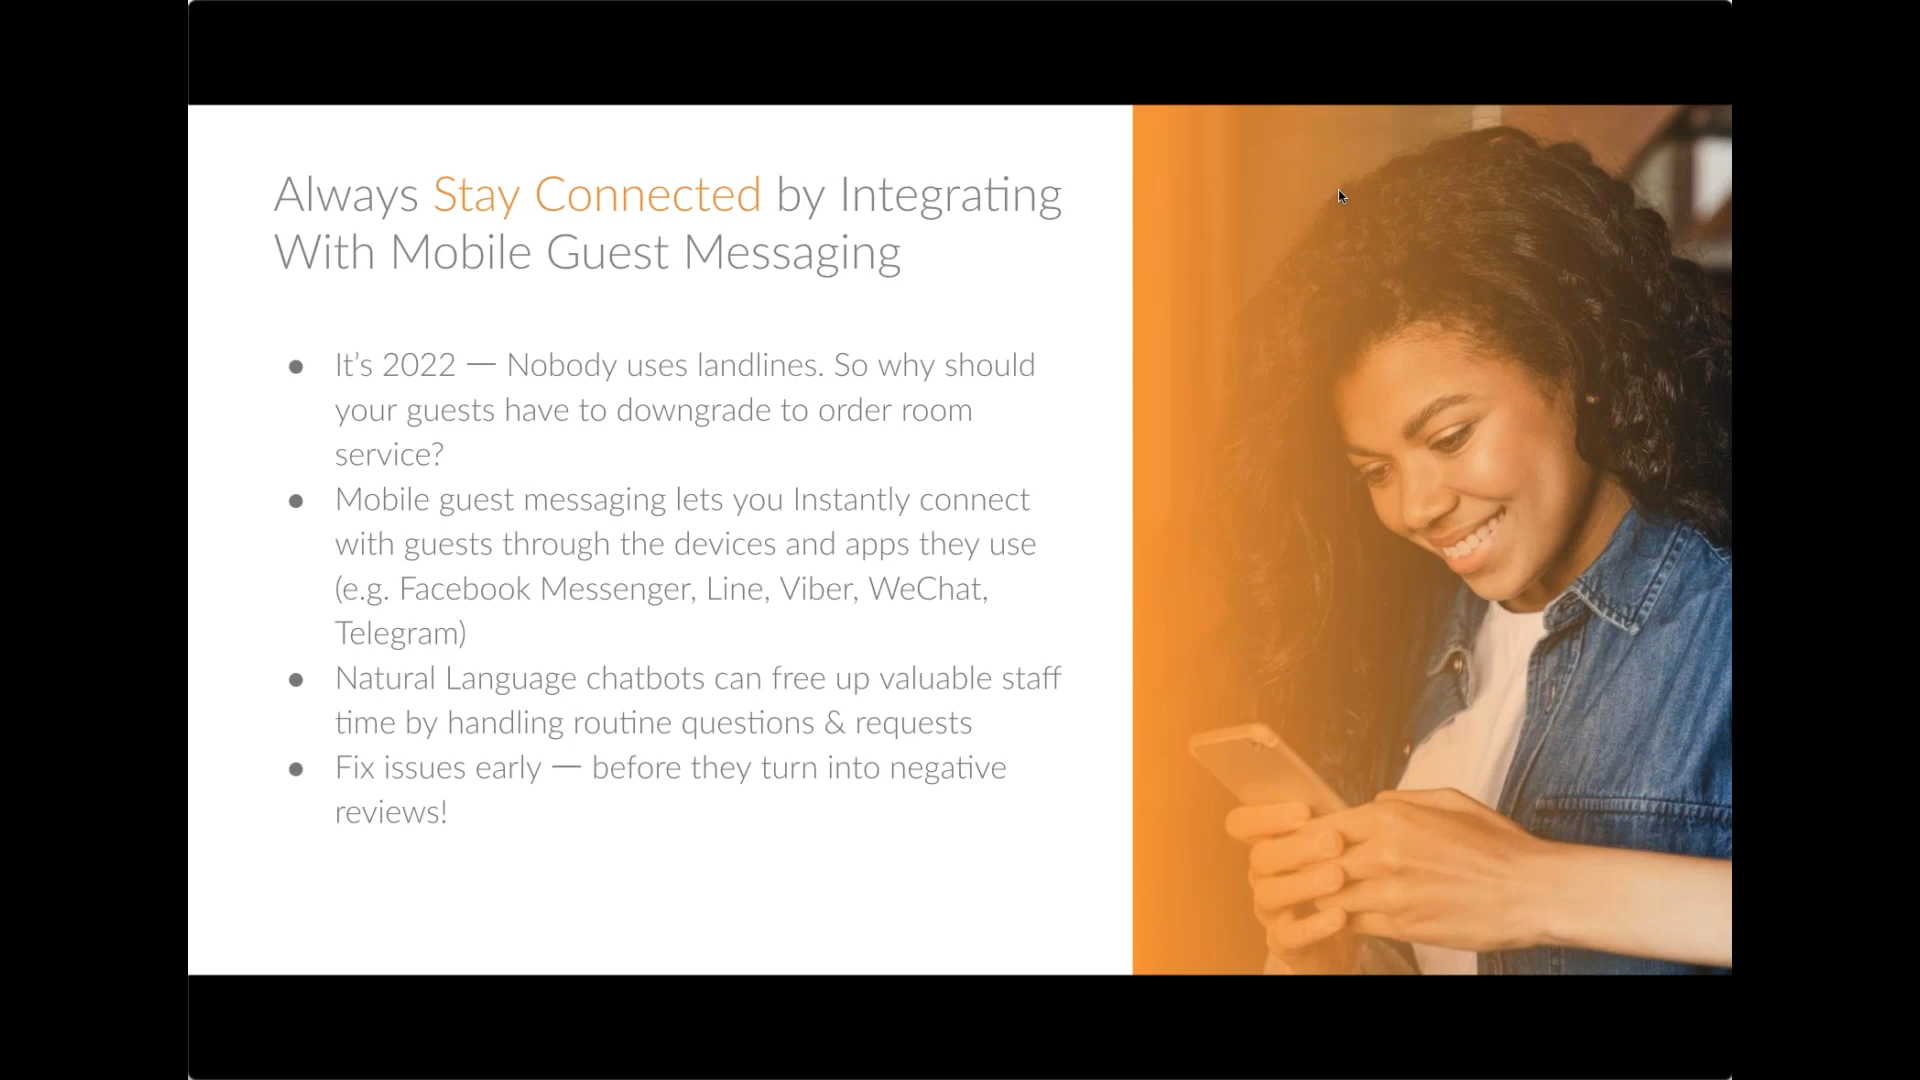 Always Stay Connected by Integrating
With Mobile Guest Messaging
● It’s 2022 — Nobody uses landlines. So why should
your guests have to downgrade to order room
service?
● Mobile guest messaging lets you Instantly connect
with guests through the devices and apps they use
(e.g. Facebook Messenger, Line, Viber, WeChat,
Telegram)
● Natural Language chatbots can free up valuable staff
time by handling routine questions & requests
● Fix issues early — before they turn into negative
reviews!